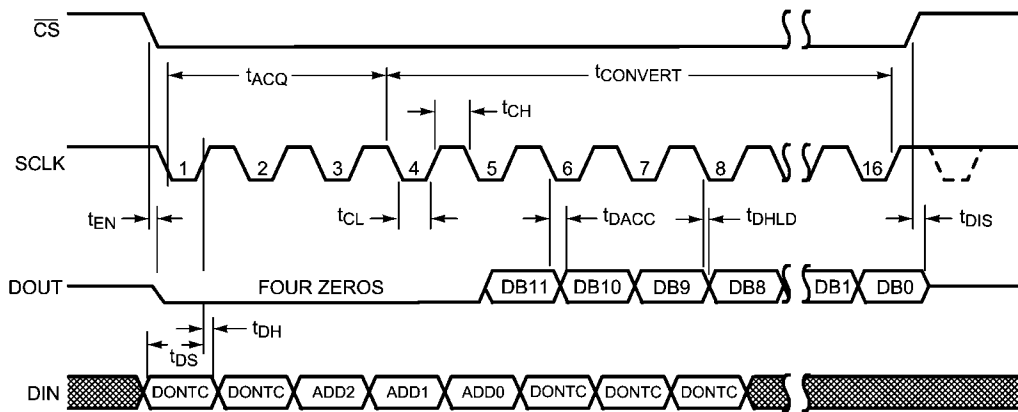 CS
tACQ
tCONVERT
tCH
SCLK 1 2 3 4 5 6 7 8 16
tEN tCL tDACC tDHLD tDIS
DOUT FOUR ZEROS DB11 DB10 DB9 DB8 DB1 DB0
tDH
tDS
DIN DONTC DONTC ADD2 ADD1 ADD0 DONTC DONTC DONTC